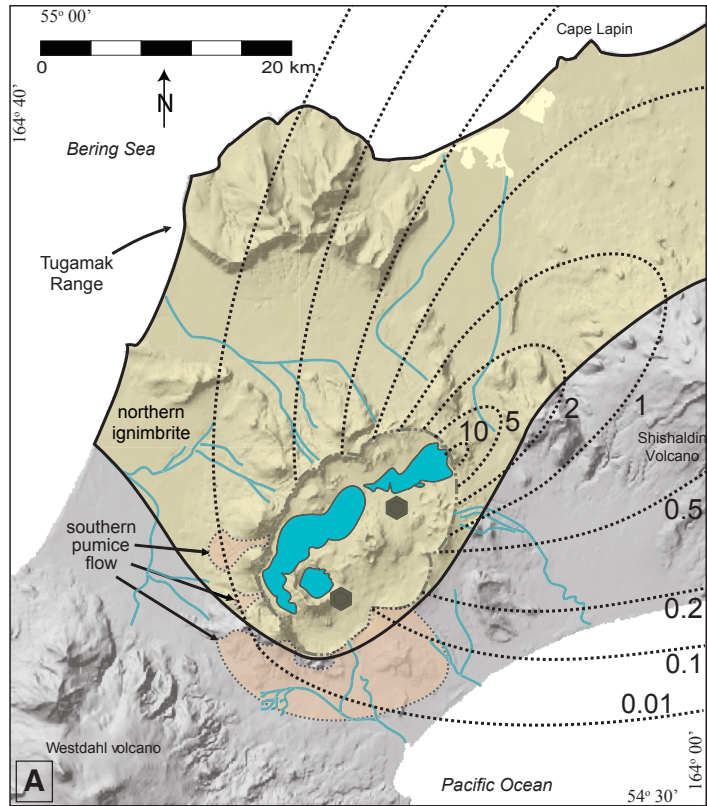 55° 00'
0
20 km
N
164° 40'
Cape Lapin
Bering Sea
Tugamak
Range
northern
ignimbrite
10
5
2
1
Shishaldin
Volcano
0.5
southern
pumice
flow
0.2
0.1
0.01
Westdahl volcano
164° 00'
A
Pacific Ocean
54° 30'